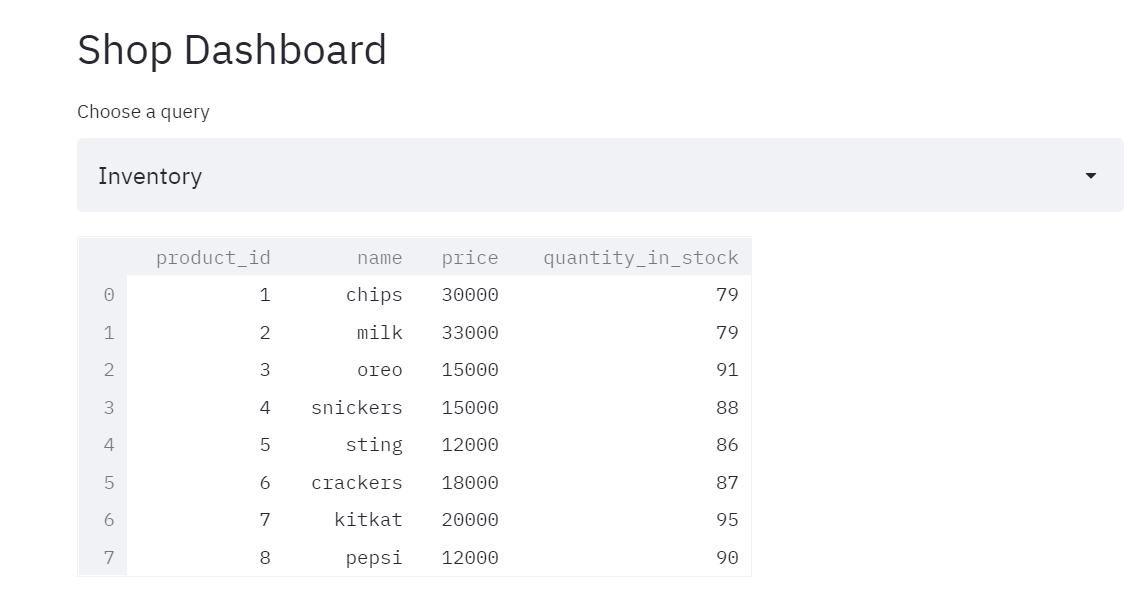 Shop Dashboard
Choose a query
Inventory
product_id name price quantity_in_stock
0 1 chips 30000 79
1 2 milk 33000 79
2 3 oreo 15000 91
3 4 snickers 15000 88
4 5 sting 12000 86
5 6 crackers 18000 87
6 7 kitkat 20000 95
7 8 pepsi 12000 90